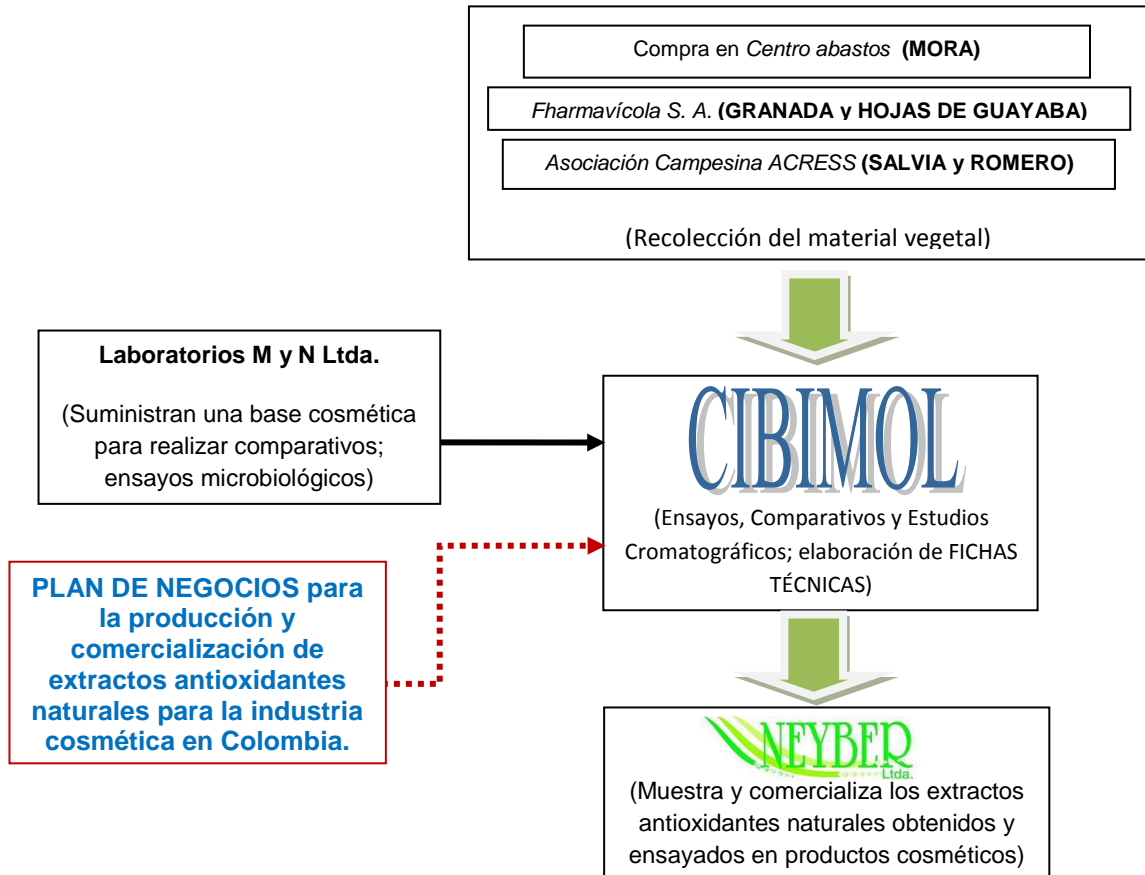 Compra en Centro abastos (MORA)
Fharmavícola S. A. (GRANADA y HOJAS DE GUAYABA)
Asociación Campesina ACRESS (SALVIA y ROMERO)
(Recolección del material vegetal)
Laboratorios M y N Ltda.
(Suministran una base cosmética
para realizar comparativos;
ensayos microbiológicos)
CIBIMOL
(Ensayos, Comparativos y Estudios
Cromatográficos; elaboración de FICHAS
TÉCNICAS)
PLAN DE NEGOCIOS para
la producción y
comercialización de
extractos antioxidantes
naturales para la industria
cosmética en Colombia.
NEYBER
Ltda.
(Muestra y comercializa los extractos
antioxidantes naturales obtenidos y
ensayados en productos cosméticos)